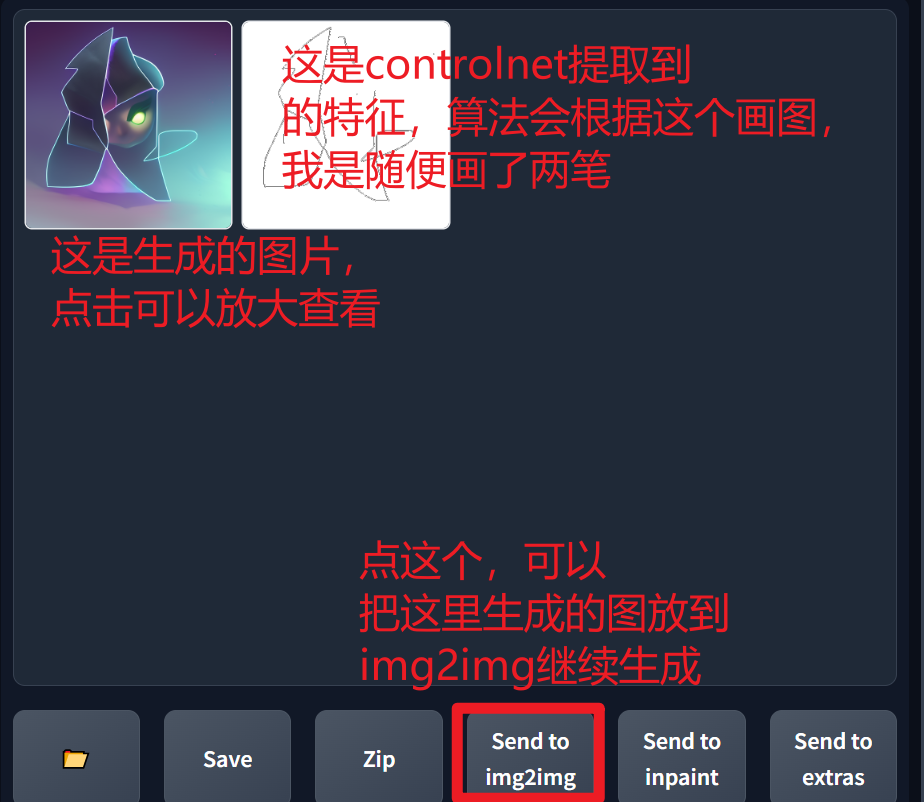 这是controlnet提取到
的特征，算法会根据这个画图，
我是随便画了两笔
这是生成的图片，
点击可以放大查看
点这个，可以
把这里生成的图放到
img2img继续生成
Save
Zip
Send to
img2img
Send to
inpaint
Send to
extras